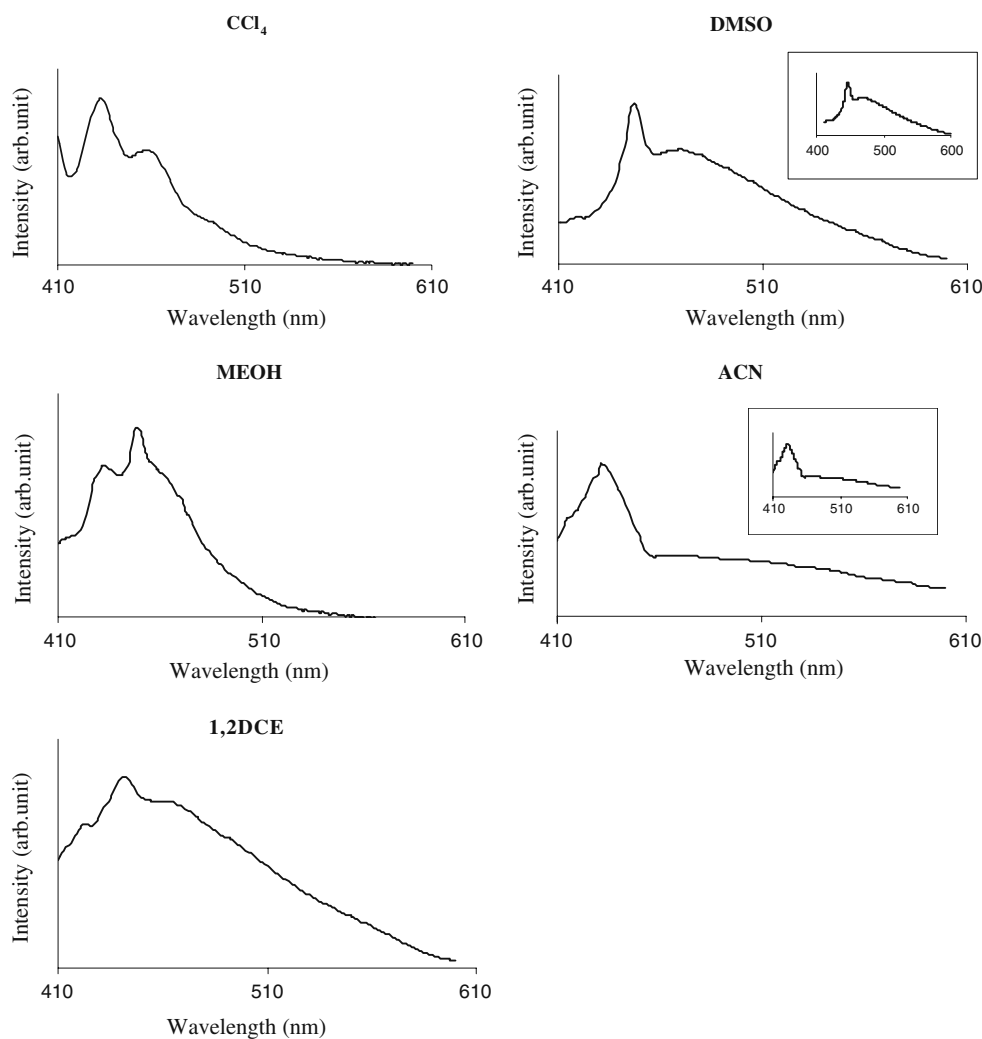 CCl4
Intensity (arb.unit)
410 510 610
Wavelength (nm)
DMSO
400 500 600
Intensity (arb.unit)
410 510 610
Wavelength (nm)
MEOH
Intensity (arb.unit)
410 510 610
Wavelength (nm)
ACN
410 510 610
Intensity (arb.unit)
410 510 610
Wavelength (nm)
1,2DCE
Intensity (arb.unit)
410 510 610
Wavelength (nm)